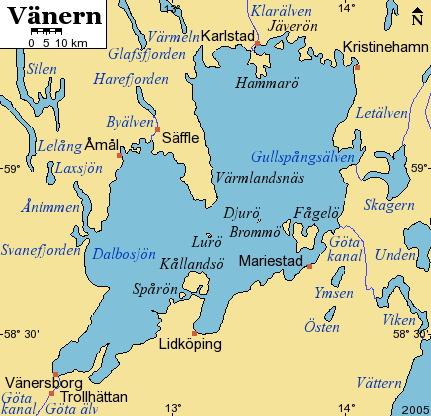 Vänern
0 5 10 km
12°
Klarälven
14°
N
Värmeln
Karlstad
Jäverön
Glafsfjorden
Kristinehamn
Silen
Harefjorden
Hammarö
Byälven
Letälven
Säffle
Lelång
Åmål
Gullspångsälven
59°
Laxsjön
59°
Värmlandsnäs
Ånimmen
Skagern
Djurö
Fågelö
Brommö
Svanefjorden
Lurö
Göta
kanal
Dalbosjön
Unden
Kållandsö
Mariestad
Spårön
Ymsen
Östen
Viken
58° 30'
58° 30'
Lidköping
Vänersborg
Vättern
Göta
kanal
Trollhättan
Göta älv
13°
14°
2005